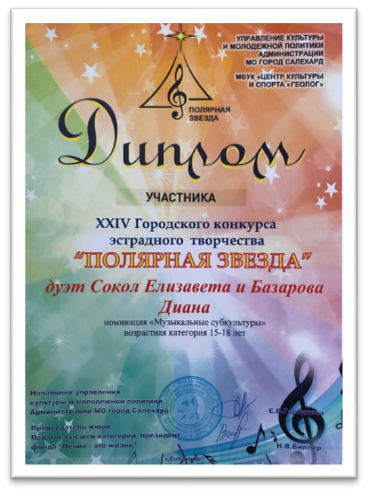 УПРАВЛЕНИЕ КУЛЬТУРЫ
И МОЛОДЕЖНОЙ ПОЛИТИКИ
АДМИНИСТРАЦИИ
МО ГОРОД САЛЕХАРД
МБУК «ЦЕНТР КУЛЬТУРЫ
И СПОРТА «ГЕОЛОГ»
ПОЛЯРНАЯ
ЗВЕЗДА
Диплом
УЧАСТНИКА
XXIV Городского конкурса
эстрадного творчества
“ПОЛЯРНАЯ ЗВЕЗДА”
дуэт Сокол Елизавета и Базарова
Диана
номинация «Музыкальные субкультуры»
возрастная категория 15-18 лет
Начальник управления
культуры и молодежной политики
Администрации МО город Салехард
Председатель жюри
Педагог высшей категории, президент
фонда "Пение - это жизнь"
Н.В.Виллер